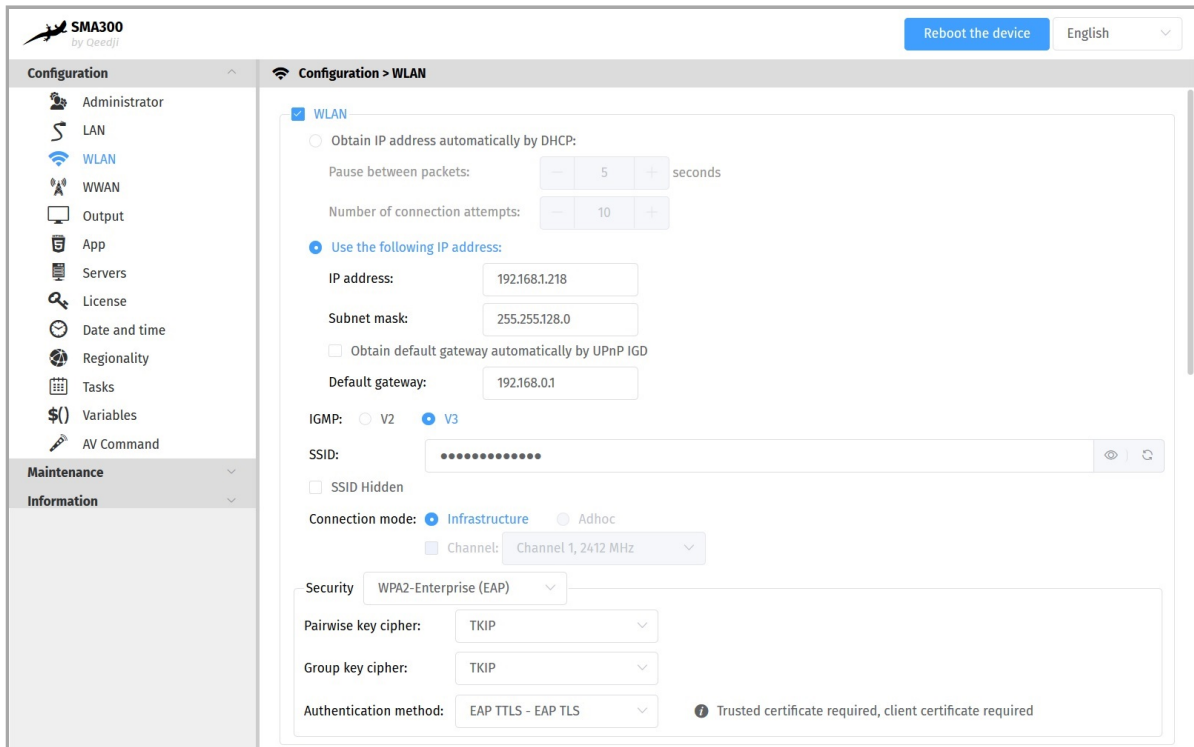 SMA300
by Qeedji
Reboot the device
English
Configuration
Administrator
LAN
WLAN
WWAN
Output
App
Servers
License
Date and time
Regionality
Tasks
$() Variables
AV Command
Maintenance
Information
Configuration > WLAN
WLAN
Obtain IP address automatically by DHCP:
Pause between packets: — 5 + seconds
Number of connection attempts: — 10 +
Use the following IP address:
IP address: 192.168.1.218
Subnet mask: 255.255.128.0
Obtain default gateway automatically by UPnP IGD
Default gateway: 192.168.0.1
IGMP: V2 V3
SSID: •••••••••••••
SSID Hidden
Connection mode: Infrastructure Adhoc
Channel: Channel 1, 2412 MHz
Security WPA2-Enterprise (EAP)
Pairwise key cipher: TKIP
Group key cipher: TKIP
Authentication method: EAP TTLS - EAP TLS Trusted certificate required, client certificate required